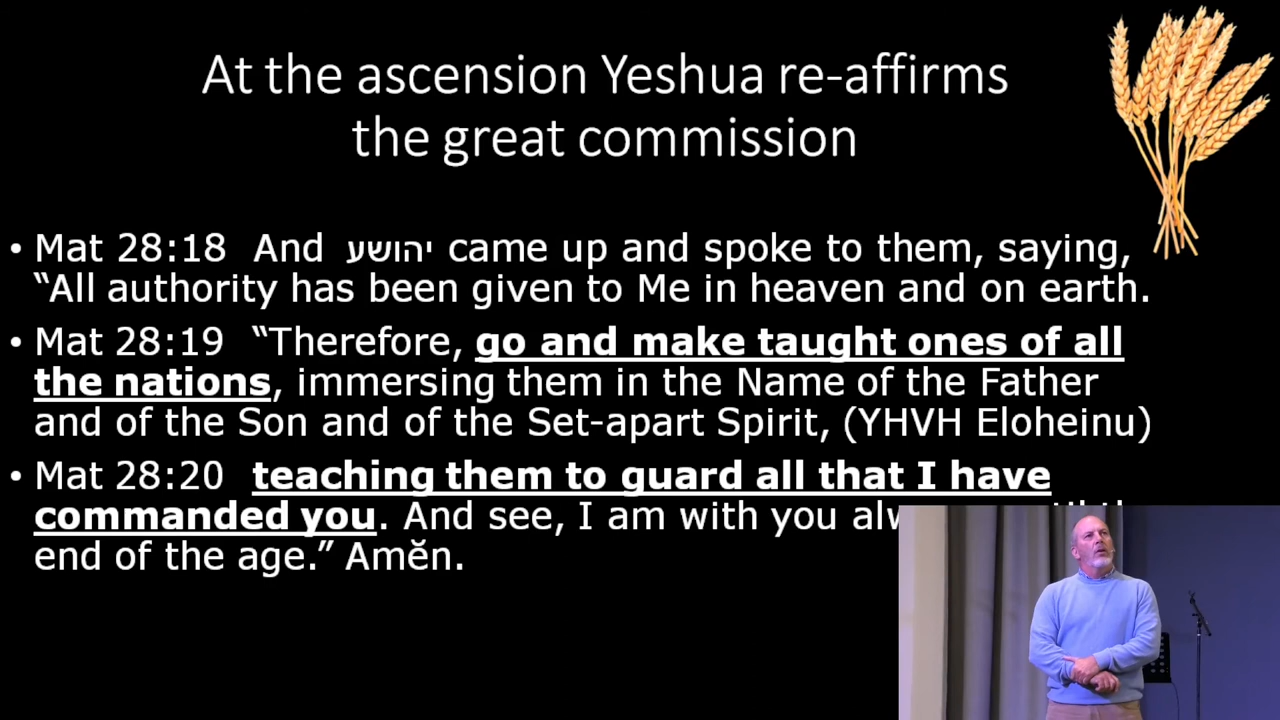 At the ascension Yeshua re-affirms
the great commission
• Mat 28:18 And יהושע came up and spoke to them, saying,
“All authority has been given to Me in heaven and on earth.
• Mat 28:19 “Therefore, go and make taught ones of all
the nations, immersing them in the Name of the Father
and of the Son and of the Set-apart Spirit, (YHVH Eloheinu)
• Mat 28:20 teaching them to guard all that I have
commanded you. And see, I am with you
end of the age.” Amĕn.